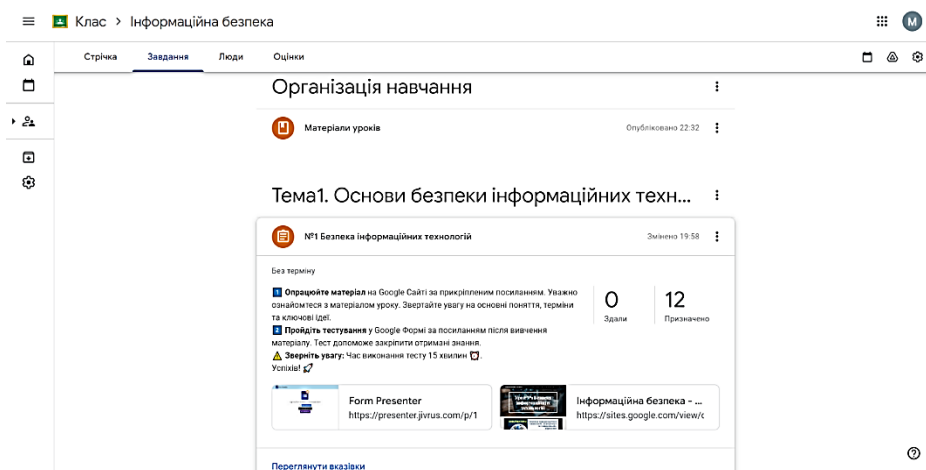 Клас > Інформаційна безпека
M
Стрічка Завдання Люди Оцінки
Організація навчання
Матеріали уроків Опубліковано 22:32
Тема1. Основи безпеки інформаційних техн...
№1 Безпека інформаційних технологій Змінено 19:58
Без терміну
1 Опрацюйте матеріал на Google Сайті за прикріпленим посиланням. Уважно
ознайомтеся з матеріалом уроку. Звертайте увагу на основні поняття, терміни
та ключові ідеї.
2 Пройдіть тестування у Google Формі за посиланням після вивчення
матеріалу. Тест допоможе закріпити отримані знання.
Зверніть увагу: Час виконання тесту 15 хвилин.
Успіхів!
0 12
Здали Призначено
Form Presenter
https://presenter.jivrus.com/p/1
Інформаційна безпека - ...
https://sites.google.com/view/c
Переглянути вказівки